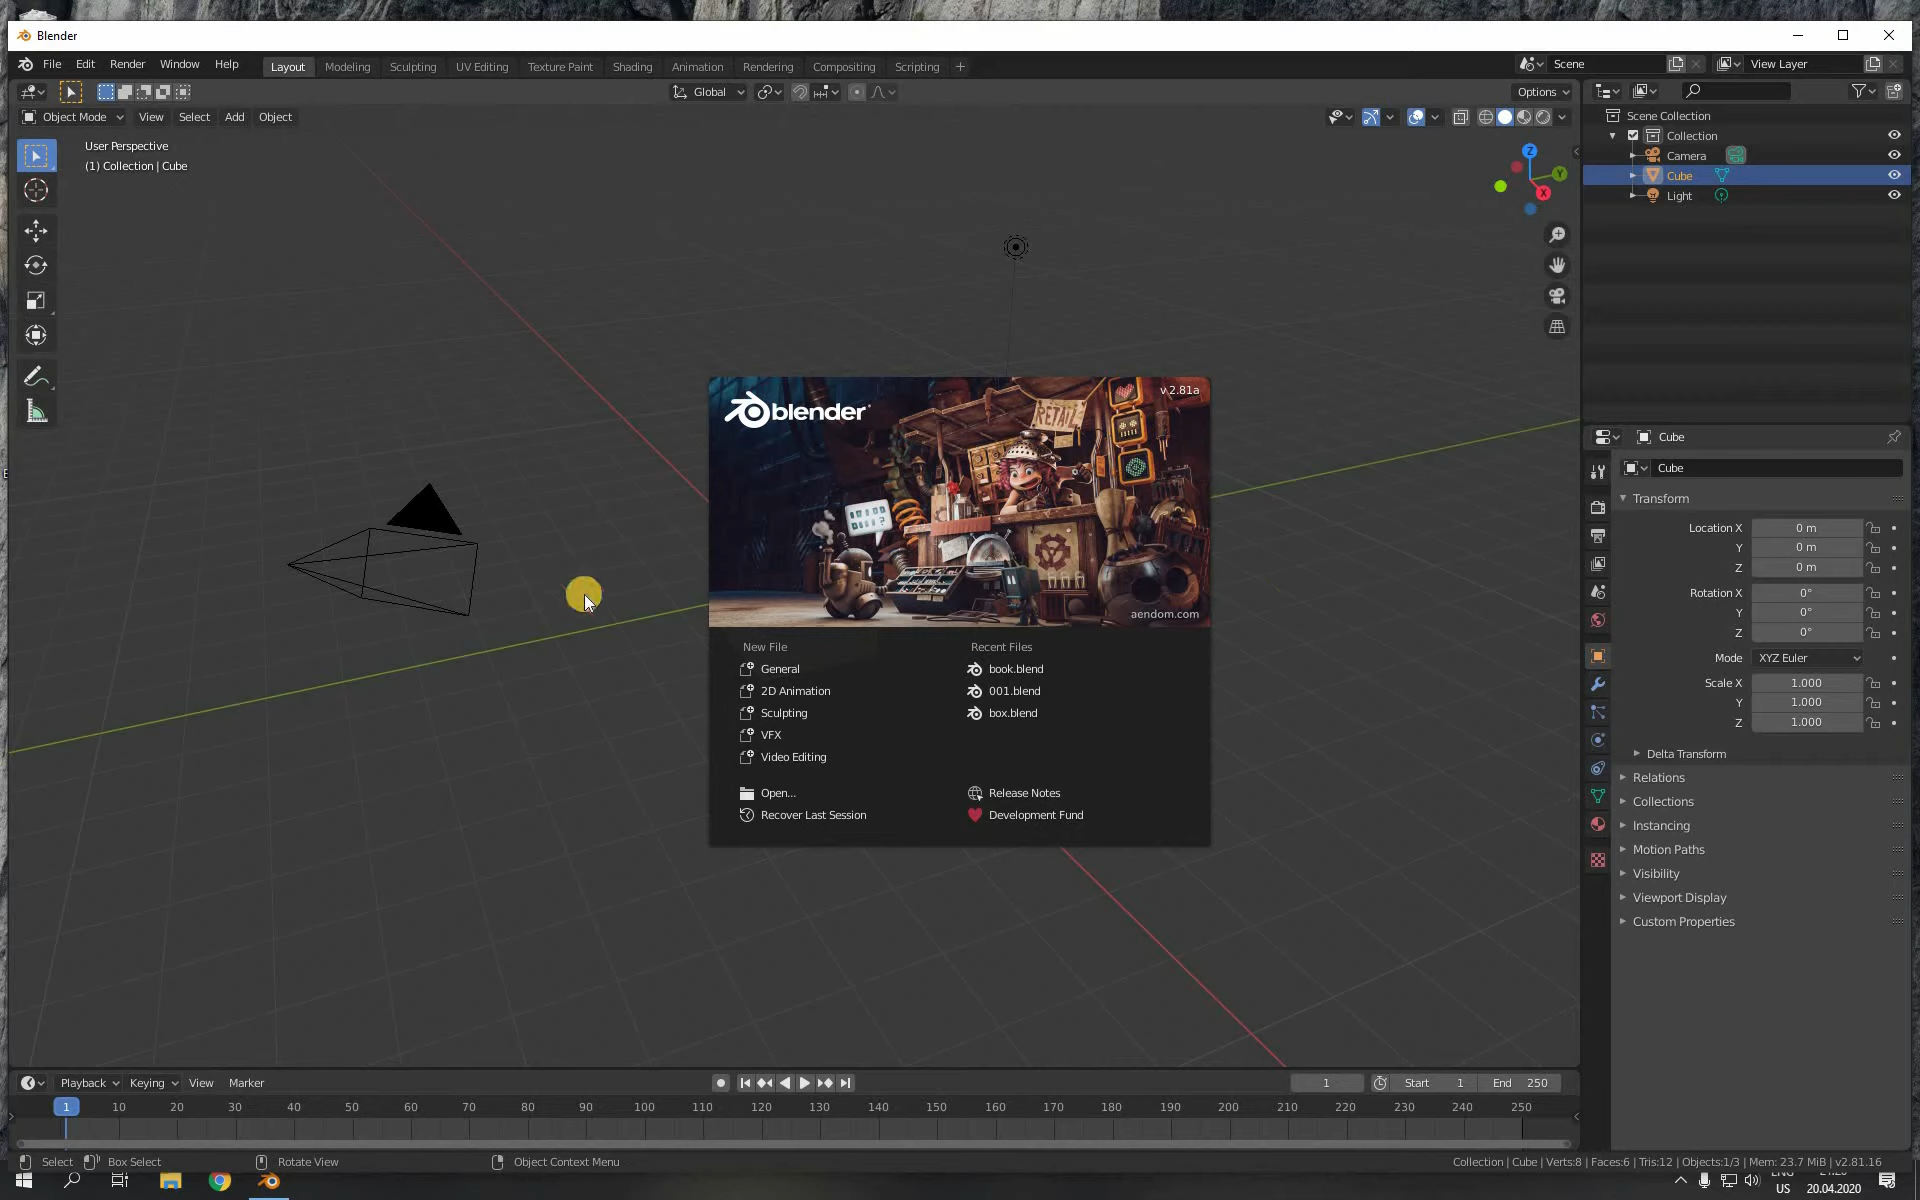 Blender
File Edit Render Window Help
Layout Modeling Sculpting UV Editing Texture Paint Shading Animation Rendering Compositing Scripting +
Scene
View Layer
Global
Options
Object Mode View Select Add Object
User Perspective
(1) Collection | Cube
Z
Y
X
Scene Collection
Collection
Camera
Cube
Light
blender
v 2.81a
RETRIX
aendom.com
New File
General
2D Animation
Sculpting
VFX
Video Editing
Open...
Recover Last Session
Recent Files
book.blend
001.blend
box.blend
Release Notes
Development Fund
Cube
Cube
Transform
Location X 0 m
Y 0 m
Z 0 m
Rotation X 0°
Y 0°
Z 0°
Mode XYZ Euler
Scale X 1.000
Y 1.000
Z 1.000
Delta Transform
Relations
Collections
Instancing
Motion Paths
Visibility
Viewport Display
Custom Properties
Playback Keying View Marker
1 Start 1 End 250
1 10 20 30 40 50 60 70 80 90 100 110 120 130 140 150 160 170 180 190 200 210 220 230 240 250
Select Box Select Rotate View Object Context Menu
Collection | Cube | Verts:8 | Faces:6 | Tris:12 | Objects:1/3 | Mem: 23.7 MiB | v2.81.16
US 20.04.2020